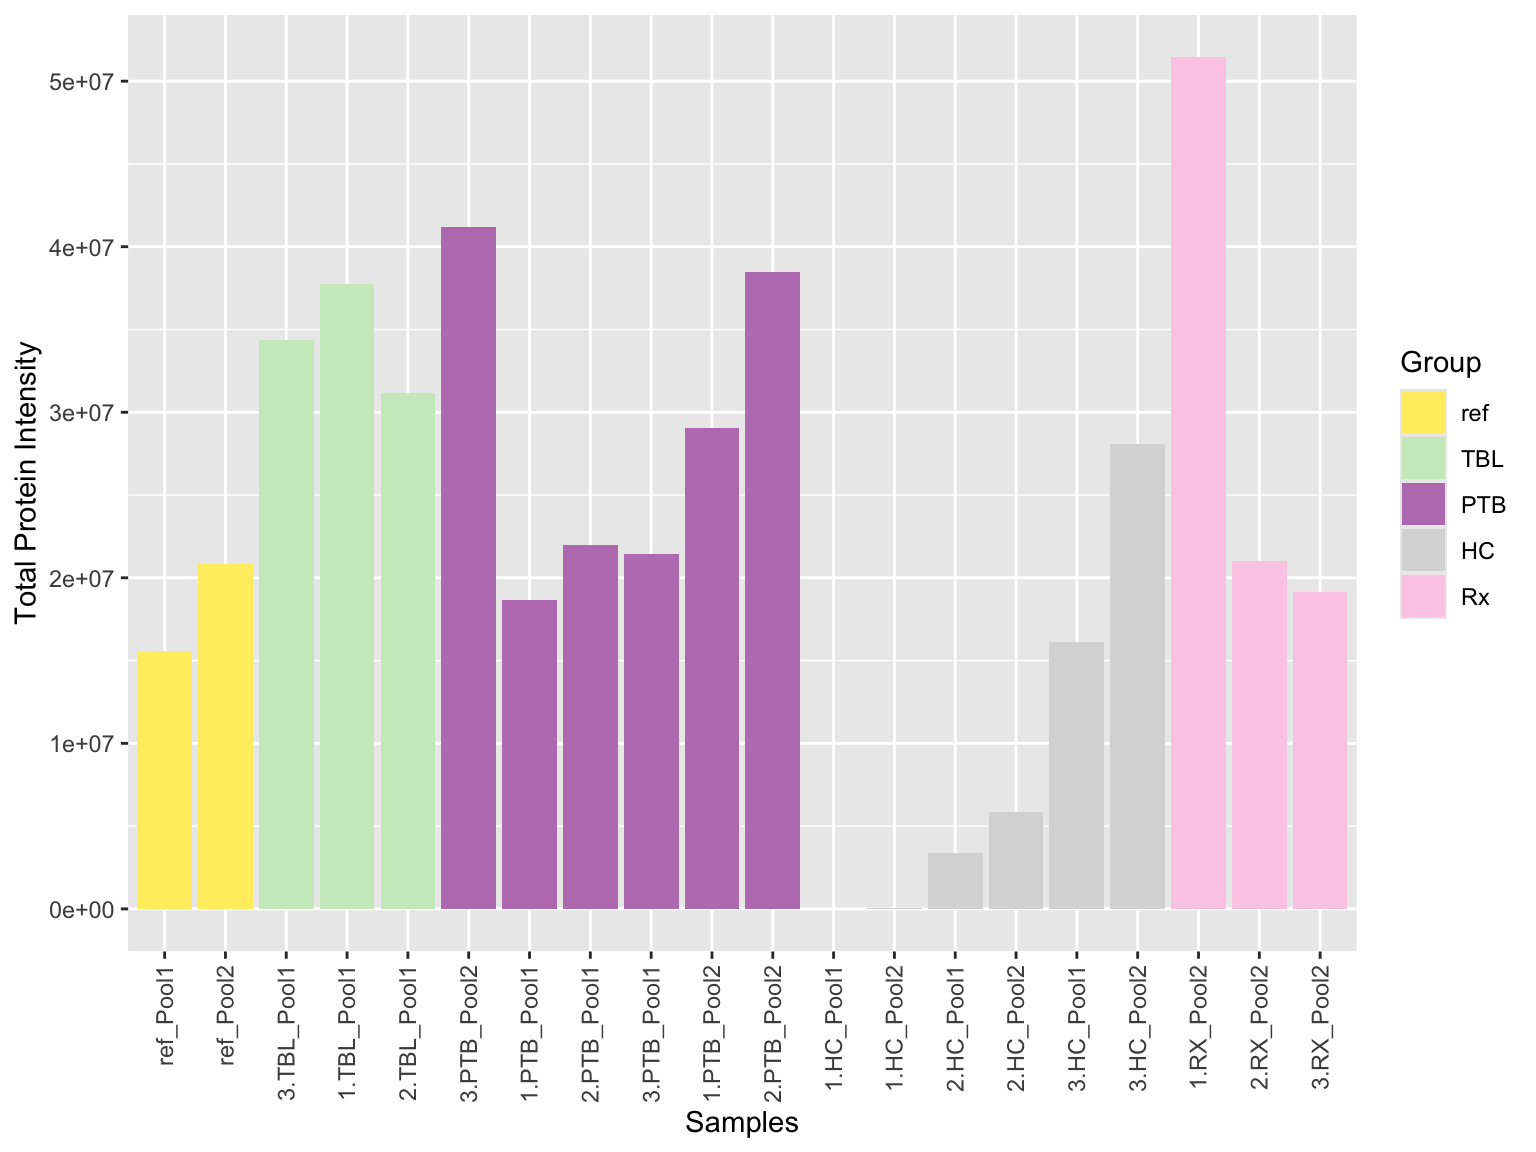 Total Protein Intensity
5e+07
4e+07
3e+07
2e+07
1e+07
0e+00
ref_Pool1
ref_Pool2
3.TBL_Pool1
1.TBL_Pool1
2.TBL_Pool1
3.PTB_Pool2
1.PTB_Pool1
2.PTB_Pool1
3.PTB_Pool1
1.PTB_Pool2
2.PTB_Pool2
1.HC_Pool1
1.HC_Pool2
2.HC_Pool1
2.HC_Pool2
3.HC_Pool1
3.HC_Pool2
1.RX_Pool2
2.RX_Pool2
3.RX_Pool2
Samples
Group
ref
TBL
PTB
HC
Rx